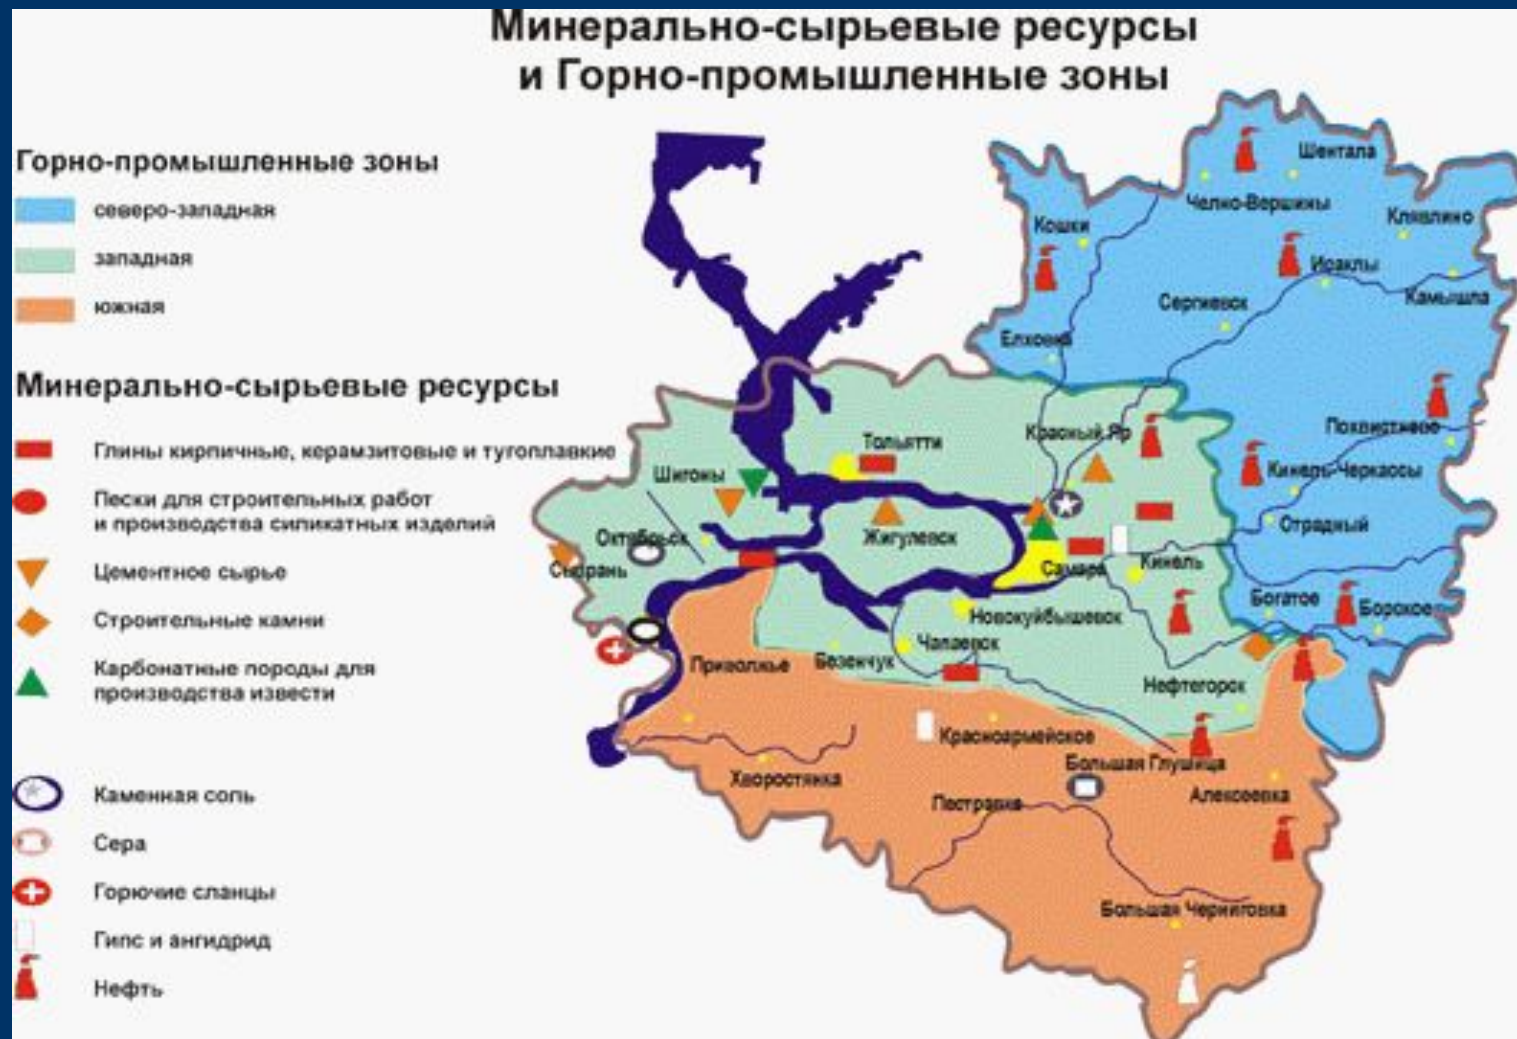 Минерально-сырьевые ресурсы
и Горно-промышленные зоны
Горно-промышленные зоны
северо-западная
западная
южная
Минерально-сырьевые ресурсы
Глины кирпичные, керамзитовые и тугоплавкие
Пески для строительных работ
и производства силикатных изделий
Цементное сырье
Строительные камни
Карбонатные породы для
производства извести
Каменная соль
Сера
Горючие сланцы
Гипс и ангидрид
Нефть
Шентала
Челно-Вершины
Клявлино
Кошки
Исаклы
Камышла
Сергиевск
Елховка
Похвистнево
Красный Яр
Тольятти
Кинель-Черкассы
Шигоны
Отрадный
Октябрьск
Жигулевск
Сызрань
Самара
Кинель
Богатое
Борское
Новокуйбышевск
Чапаевск
Безенчук
Приволжье
Нефтегорск
Красноармейское
Большая Глушица
Хворостянка
Алексеевка
Пестравка
Большая Черниговка